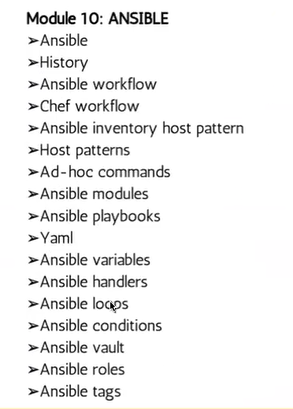 Module 10: ANSIBLE
➢Ansible
➢History
➢Ansible workflow
➢Chef workflow
➢Ansible inventory host pattern
➢Host patterns
➢Ad-hoc commands
➢Ansible modules
➢Ansible playbooks
➢Yaml
➢Ansible variables
➢Ansible handlers
➢Ansible loops
➢Ansible conditions
➢Ansible vault
➢Ansible roles
➢Ansible tags